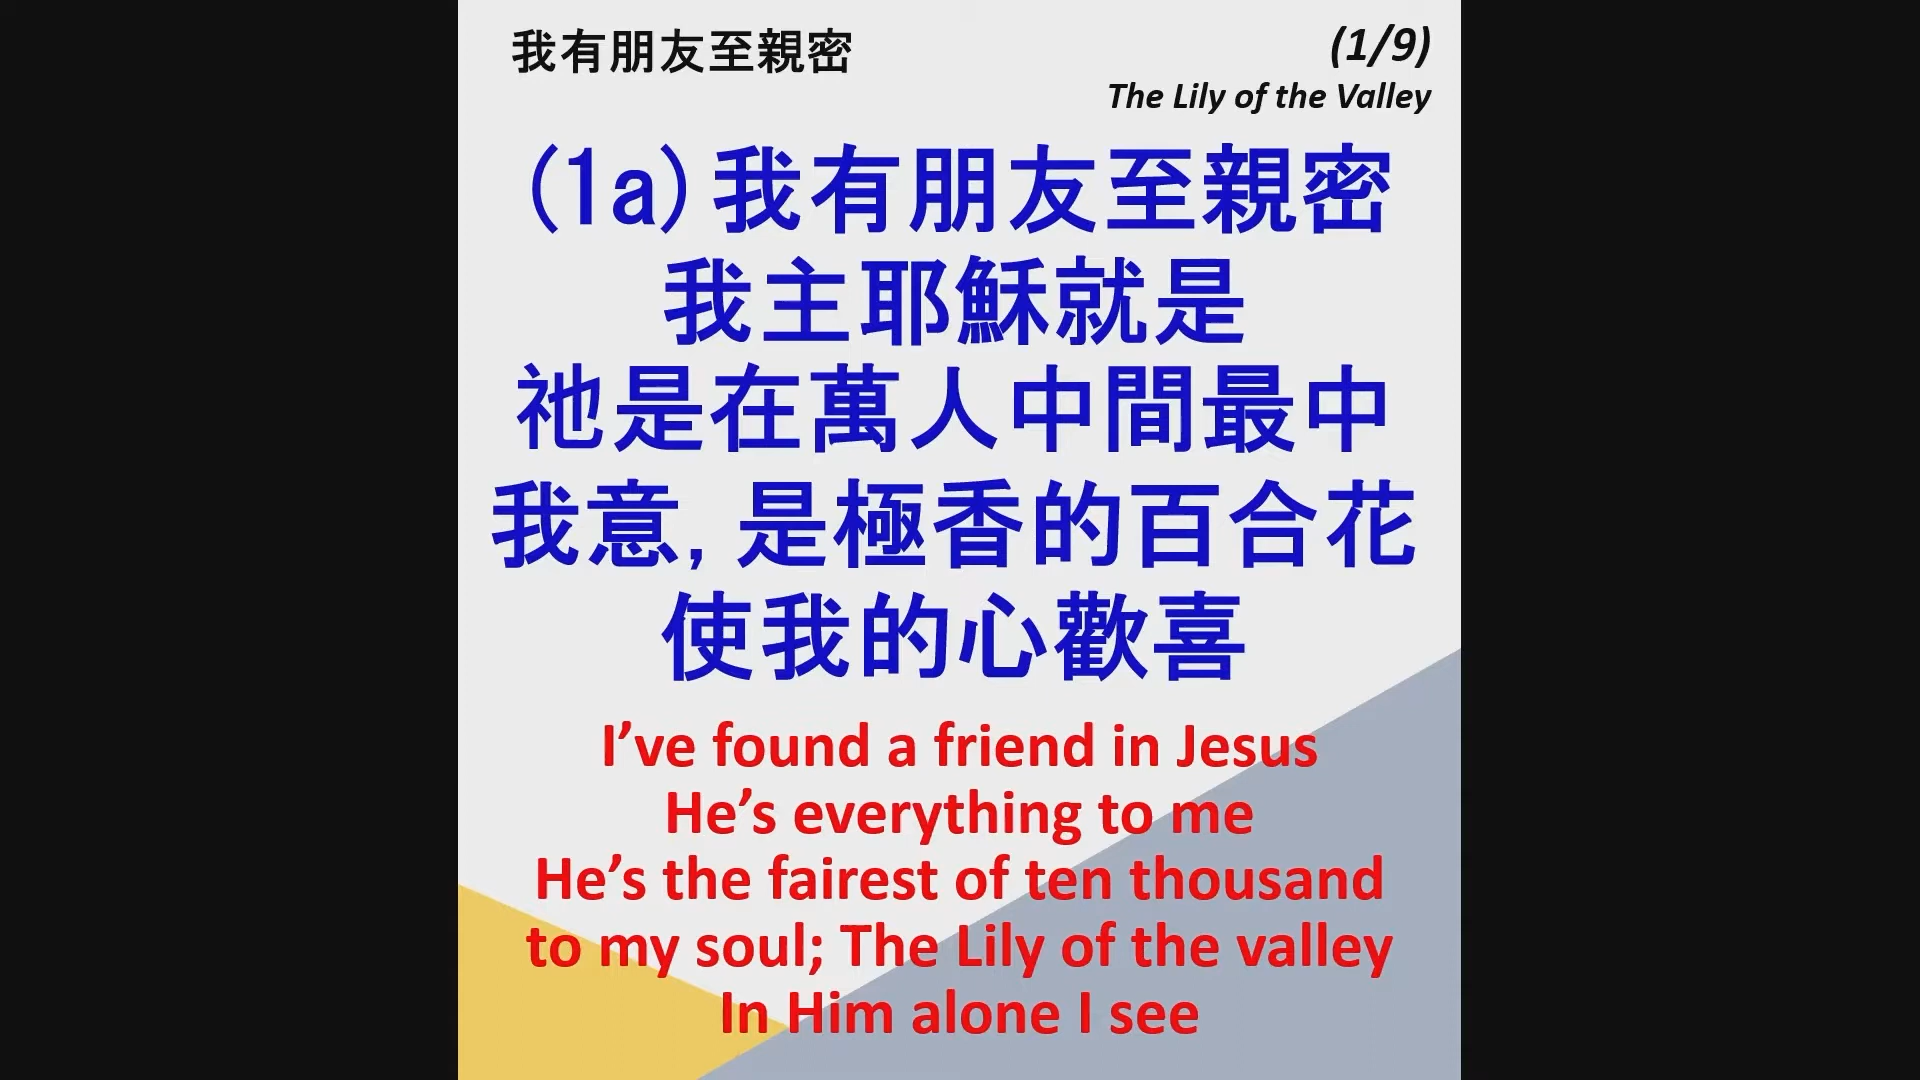 我有朋友至親密
(1/9)
The Lily of the Valley
(1a)我有朋友至親密
我主耶穌就是
祂是在萬人中間最中
我意,是極香的百合花
使我的心歡喜
I’ve found a friend in Jesus
He’s everything to me
He’s the fairest of ten thousand
to my soul; The Lily of the valley
In Him alone I see